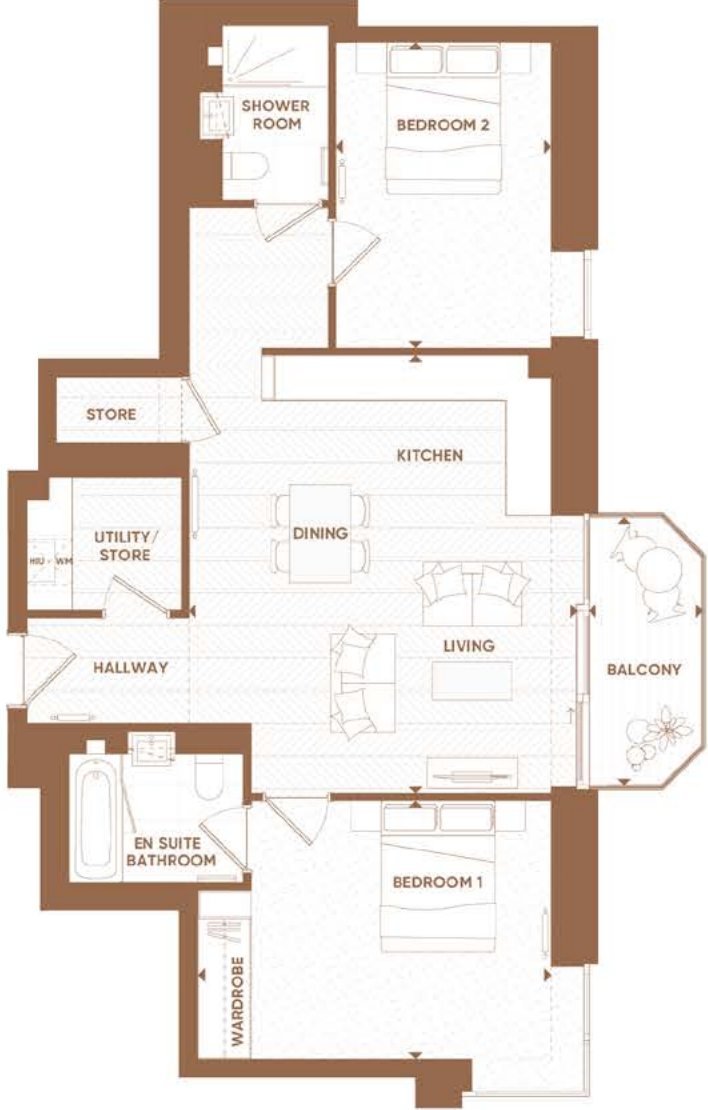 SHOWER
ROOM
BEDROOM 2
STORE
KITCHEN
UTILITY/
STORE
HIU
WM
DINING
HALLWAY
LIVING
BALCONY
EN SUITE
BATHROOM
BEDROOM 1
WARDROBE